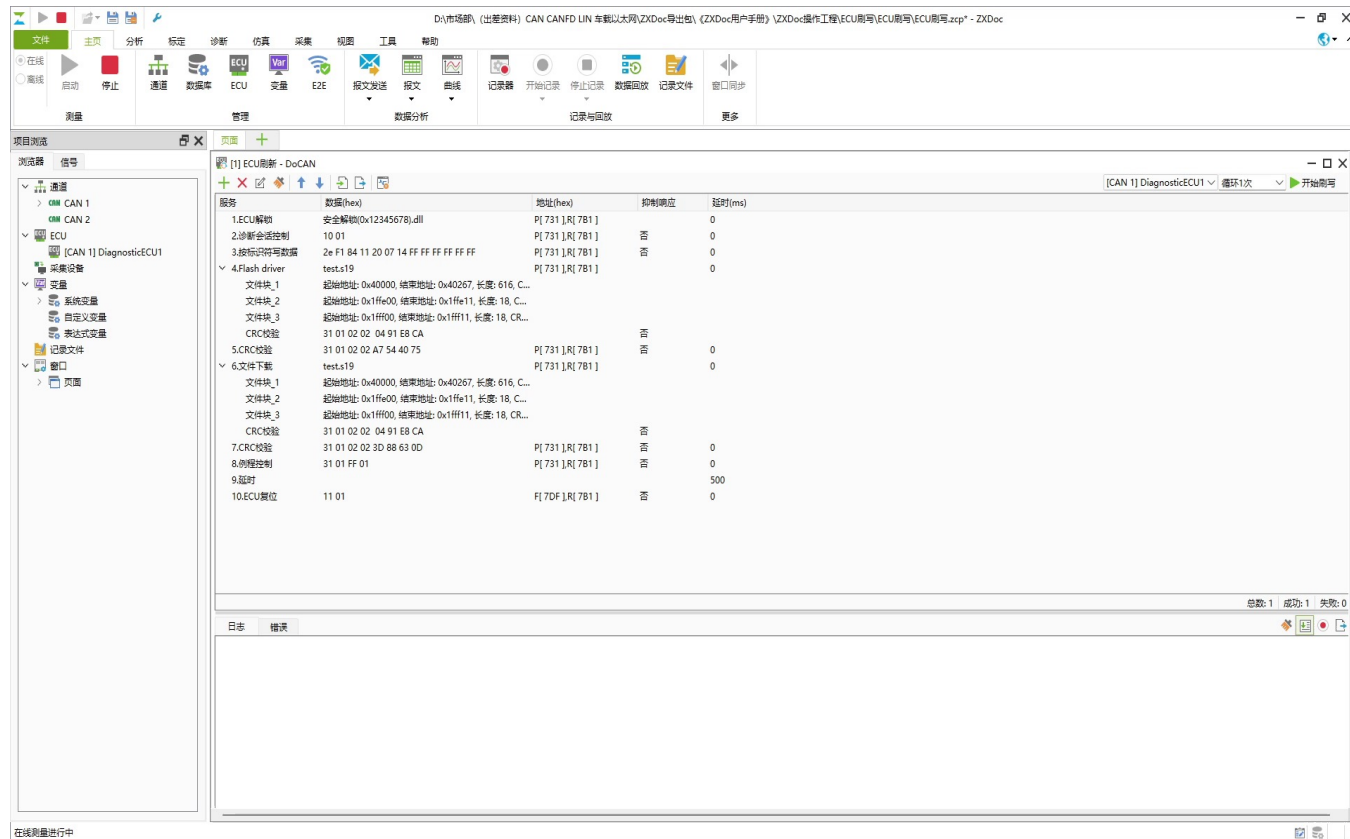 D:\市场部\（出差资料）CAN CANFD LIN 车载以太网\ZXDoc导出包\《ZXDoc用户手册》\ZXDoc操作工程\ECU刷写\ECU刷写\ECU刷写.zcp* - ZXDoc
文件 主页 分析 标定 诊断 仿真 采集 视图 工具 帮助
在线
离线
启动 停止 通道 数据库 ECU 变量 E2E 报文发送 报文 曲线 记录器 开始记录 停止记录 数据回放 记录文件 窗口同步
测量 管理 数据分析 记录与回放 更多
项目浏览
浏览器 信号
通道
CAN CAN 1
CAN CAN 2
ECU
[CAN 1] DiagnosticECU1
采集设备
变量
系统变量
自定义变量
表达式变量
记录文件
窗口
页面
页面
[1] ECU刷新 - DoCAN
[CAN 1] DiagnosticECU1 循环1次 开始刷写
服务 数据(hex) 地址(hex) 抑制响应 延时(ms)
1.ECU解锁 安全解锁(0x12345678).dll P[ 731 ],R[ 7B1 ] 0
2.诊断会话控制 10 01 P[ 731 ],R[ 7B1 ] 否 0
3.按标识符写数据 2e F1 84 11 20 07 14 FF FF FF FF FF FF P[ 731 ],R[ 7B1 ] 否 0
4.Flash driver test.s19 P[ 731 ],R[ 7B1 ] 0
文件块_1 起始地址: 0x40000, 结束地址: 0x40267, 长度: 616, C...
文件块_2 起始地址: 0x1ffe00, 结束地址: 0x1ffe11, 长度: 18, C...
文件块_3 起始地址: 0x1fff00, 结束地址: 0x1fff11, 长度: 18, CR...
CRC校验 31 01 02 02 04 91 E8 CA 否
5.CRC校验 31 01 02 02 A7 54 40 75 P[ 731 ],R[ 7B1 ] 否 0
6.文件下载 test.s19 P[ 731 ],R[ 7B1 ] 0
文件块_1 起始地址: 0x40000, 结束地址: 0x40267, 长度: 616, C...
文件块_2 起始地址: 0x1ffe00, 结束地址: 0x1ffe11, 长度: 18, C...
文件块_3 起始地址: 0x1fff00, 结束地址: 0x1fff11, 长度: 18, CR...
CRC校验 31 01 02 02 04 91 E8 CA 否
7.CRC校验 31 01 02 02 3D 88 63 0D P[ 731 ],R[ 7B1 ] 否 0
8.例程控制 31 01 FF 01 P[ 731 ],R[ 7B1 ] 否 0
9.延时 500
10.ECU复位 11 01 F[ 7DF ],R[ 7B1 ] 否 0
总数: 1 成功: 1 失败: 0
日志 错误
在线测量进行中